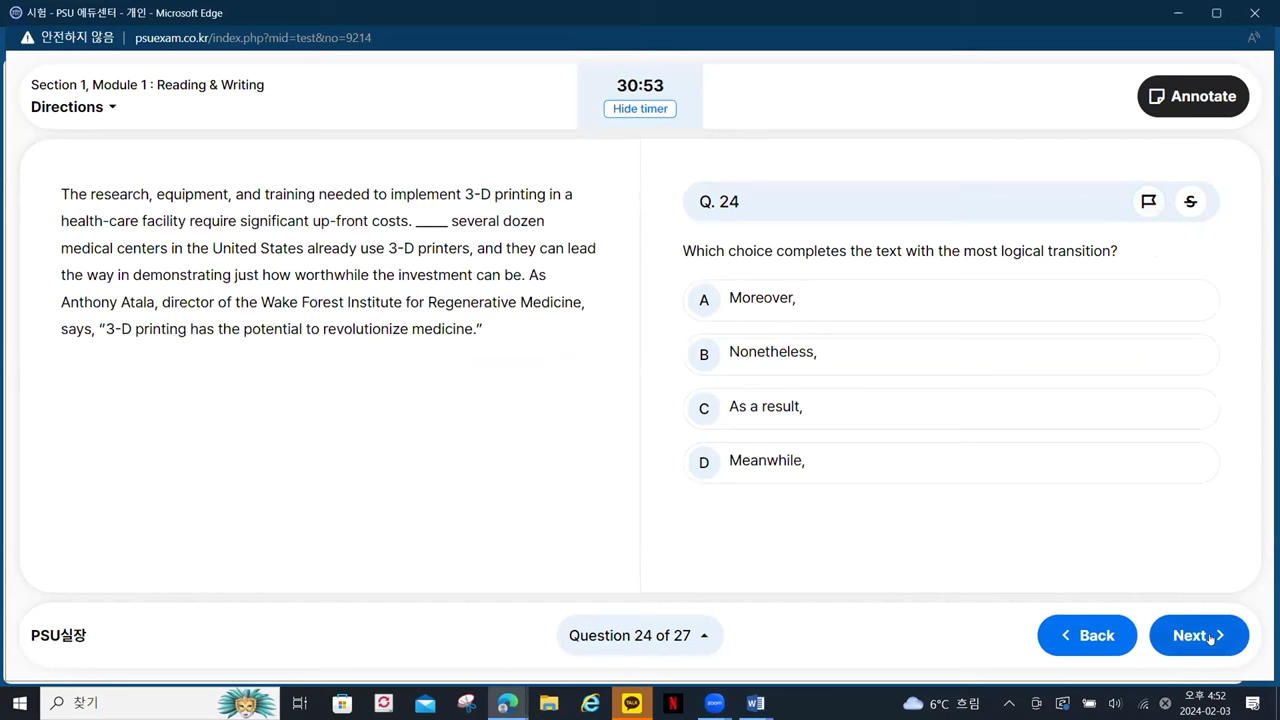 시험 - PSU 에듀센터 - 개인 - Microsoft Edge
안전하지 않음 | psuexam.co.kr/index.php?mid=test&no=9214
Section 1, Module 1 : Reading & Writing
Directions
30:53
Hide timer
Annotate
The research, equipment, and training needed to implement 3-D printing in a
health-care facility require significant up-front costs. _____ several dozen
medical centers in the United States already use 3-D printers, and they can lead
the way in demonstrating just how worthwhile the investment can be. As
Anthony Atala, director of the Wake Forest Institute for Regenerative Medicine,
says, “3-D printing has the potential to revolutionize medicine.”
Q. 24
Which choice completes the text with the most logical transition?
A Moreover,
B Nonetheless,
C As a result,
D Meanwhile,
PSU실장
Question 24 of 27
Back
Next
찾기
TALK
N
zoom
6°C 흐림
오후 4:52
2024-02-03